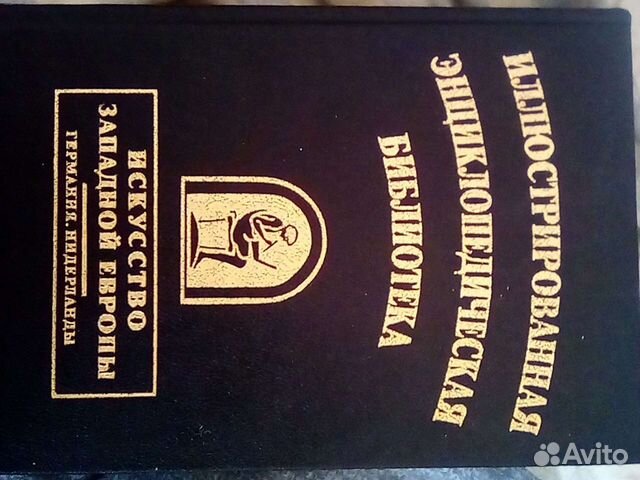 ИЛЛЮСТРИРОВАННАЯ
ЭНЦИКЛОПЕДИЧЕСКАЯ
БИБЛИОТЕКА
ИСКУССТВО
ЗАПАДНОЙ ЕВРОПЫ
ГЕРМАНИЯ. НИДЕРЛАНДЫ
Avito